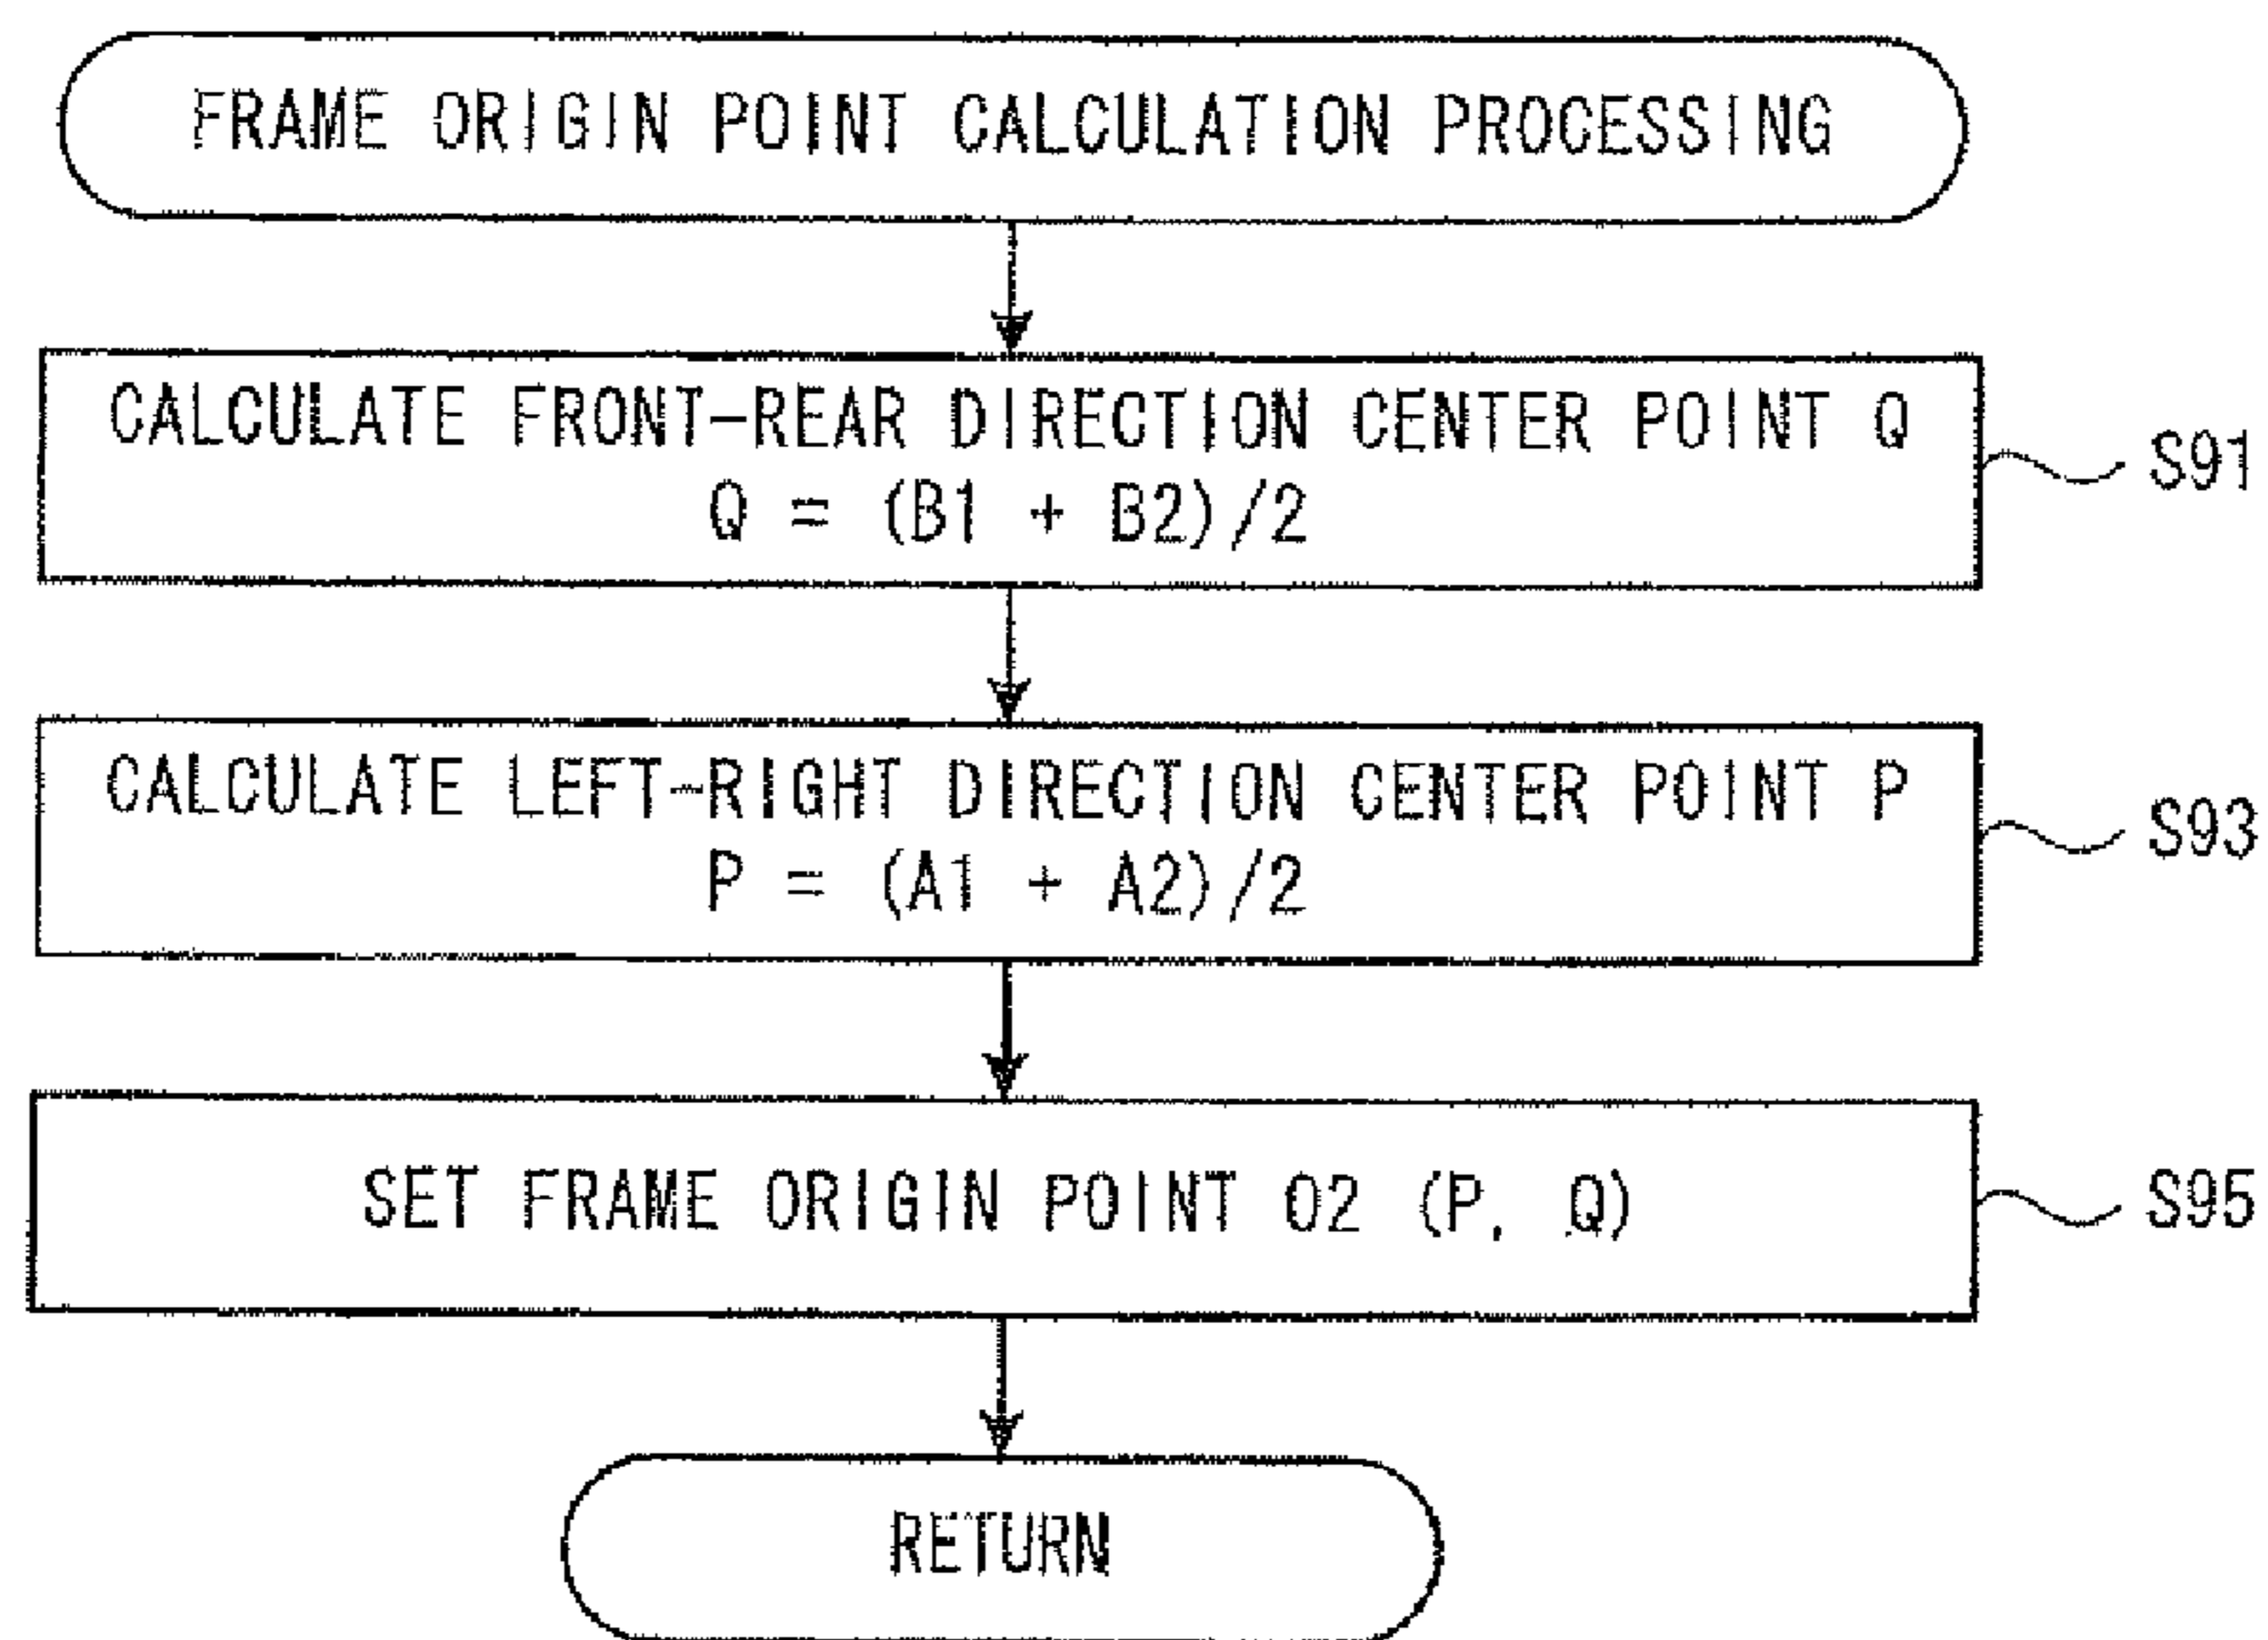 FRAME ORIGIN POINT CALCULATION PROCESSING
CALCULATE FRONT-REAR DIRECTION CENTER POINT Q
Q = (B1 + B2)/2
S91
CALCULATE LEFT-RIGHT DIRECTION CENTER POINT P
P = (A1 + A2)/2
S93
SET FRAME ORIGIN POINT O2 (P, Q)
S95
RETURN